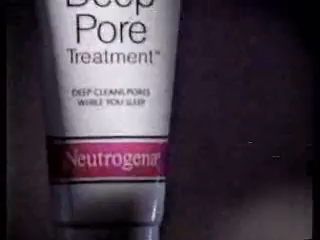 Deep
Pore
Treatment™
DEEP CLEANS PORES
WHILE YOU SLEEP
Neutrogena®